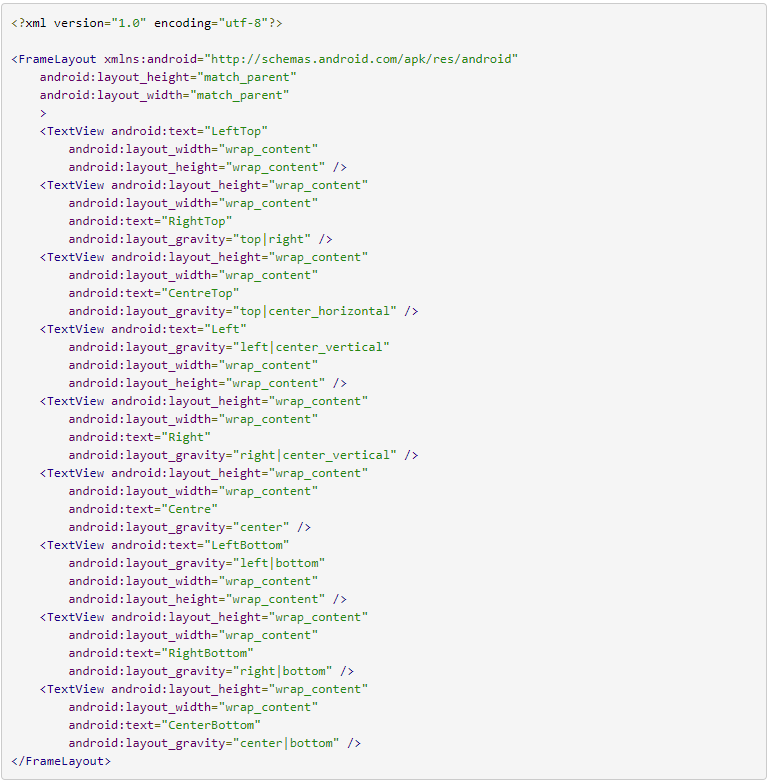 <?xml version="1.0" encoding="utf-8"?>

<FrameLayout xmlns:android="http://schemas.android.com/apk/res/android"
    android:layout_height="match_parent"
    android:layout_width="match_parent"
    >
    <TextView android:text="LeftTop"
        android:layout_width="wrap_content"
        android:layout_height="wrap_content" />
    <TextView android:layout_height="wrap_content"
        android:layout_width="wrap_content"
        android:text="RightTop"
        android:layout_gravity="top|right" />
    <TextView android:layout_height="wrap_content"
        android:layout_width="wrap_content"
        android:text="CentreTop"
        android:layout_gravity="top|center_horizontal" />
    <TextView android:text="Left"
        android:layout_gravity="left|center_vertical"
        android:layout_width="wrap_content"
        android:layout_height="wrap_content" />
    <TextView android:layout_height="wrap_content"
        android:layout_width="wrap_content"
        android:text="Right"
        android:layout_gravity="right|center_vertical" />
    <TextView android:layout_height="wrap_content"
        android:layout_width="wrap_content"
        android:text="Centre"
        android:layout_gravity="center" />
    <TextView android:text="LeftBottom"
        android:layout_gravity="left|bottom"
        android:layout_width="wrap_content"
        android:layout_height="wrap_content" />
    <TextView android:layout_height="wrap_content"
        android:layout_width="wrap_content"
        android:text="RightBottom"
        android:layout_gravity="right|bottom" />
    <TextView android:layout_height="wrap_content"
        android:layout_width="wrap_content"
        android:text="CenterBottom"
        android:layout_gravity="center|bottom" />
</FrameLayout>